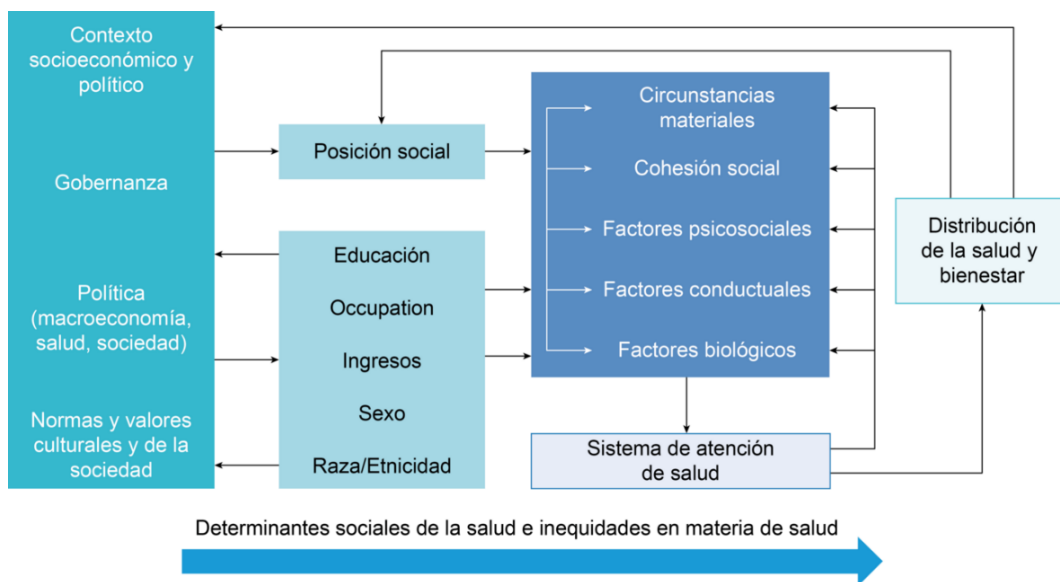 Contexto
socioeconómico y
político
Gobernanza
Política
(macroeconomía,
salud, sociedad)
Normas y valores
culturales y de la
sociedad
Posición social
Educación
Occupation
Ingresos
Sexo
Raza/Etnicidad
Circunstancias
materiales
Cohesión social
Factores psicosociales
Factores conductuales
Factores biológicos
Sistema de atención
de salud
Distribución
de la salud y
bienestar
Determinantes sociales de la salud e inequidades en materia de salud